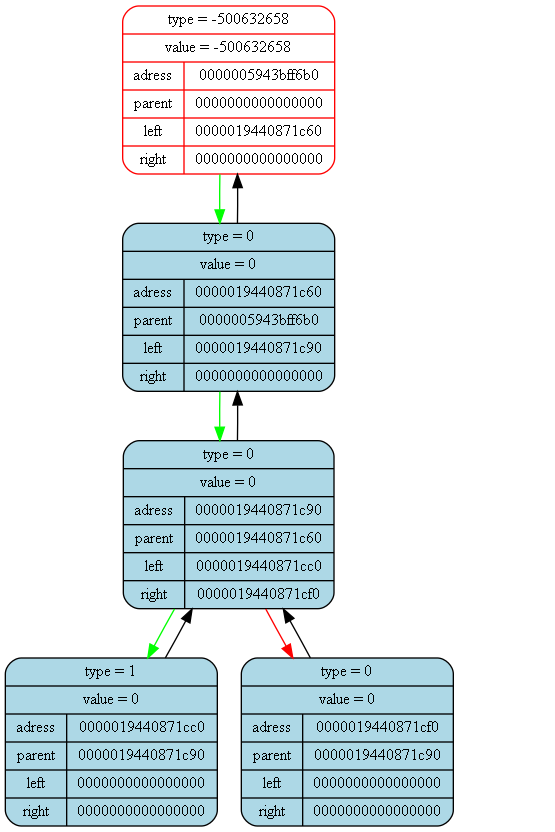 type = -500632658
value = -500632658
adress 0000005943bff6b0
parent 0000000000000000
left 0000019440871c60
right 0000000000000000
type = 0
value = 0
adress 0000019440871c60
parent 0000005943bff6b0
left 0000019440871c90
right 0000000000000000
type = 0
value = 0
adress 0000019440871c90
parent 0000019440871c60
left 0000019440871cc0
right 0000019440871cf0
type = 1
value = 0
adress 0000019440871cc0
parent 0000019440871c90
left 0000000000000000
right 0000000000000000
type = 0
value = 0
adress 0000019440871cf0
parent 0000019440871c90
left 0000000000000000
right 0000000000000000